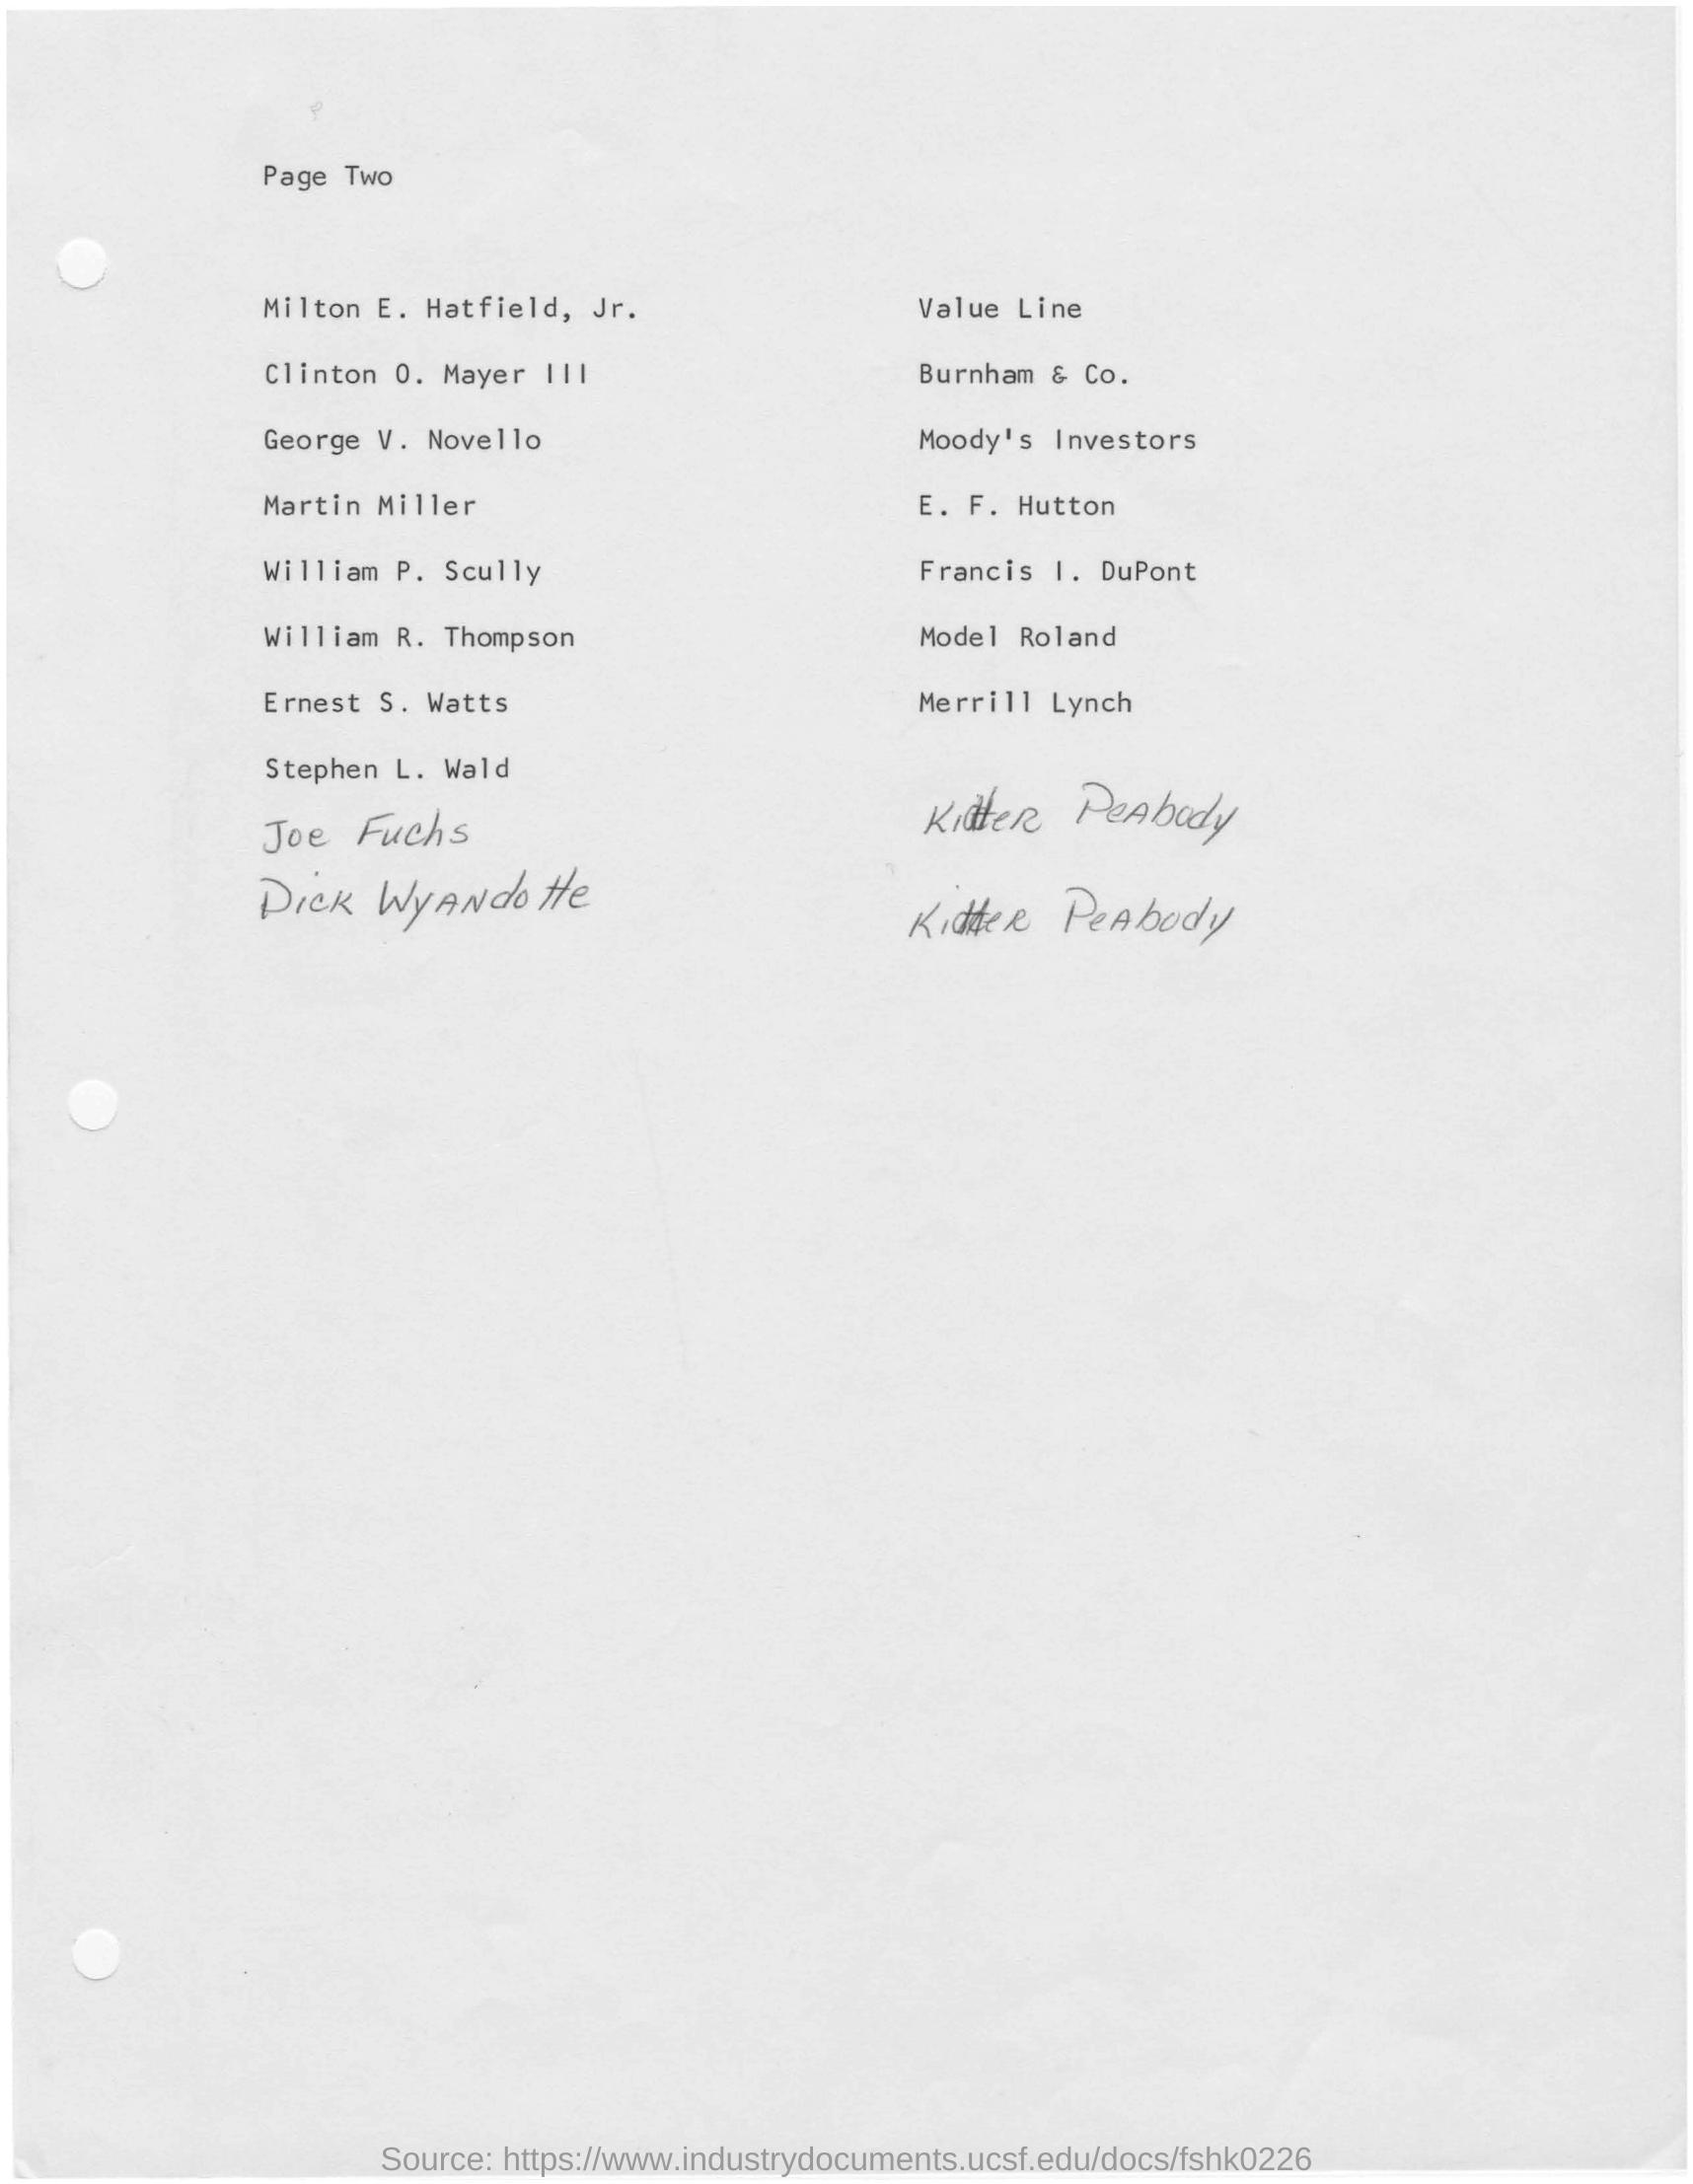 Page Two
Milton E. Hatfield, Jr. Value Line
Clinton O. Mayer III Burnham & Co.
George V. Novello Moody's Investors
Martin Miller E. F. Hutton
William P. Scully Francis I. DuPont
William R. Thompson Model Roland
Ernest S. Watts Merrill Lynch
Stephen L. Wald
Joe Fuchs Peabody
Dick Wyandotte Peabody
Source: https://www.industrydocuments.ucsf.edu/docs/fshk0226